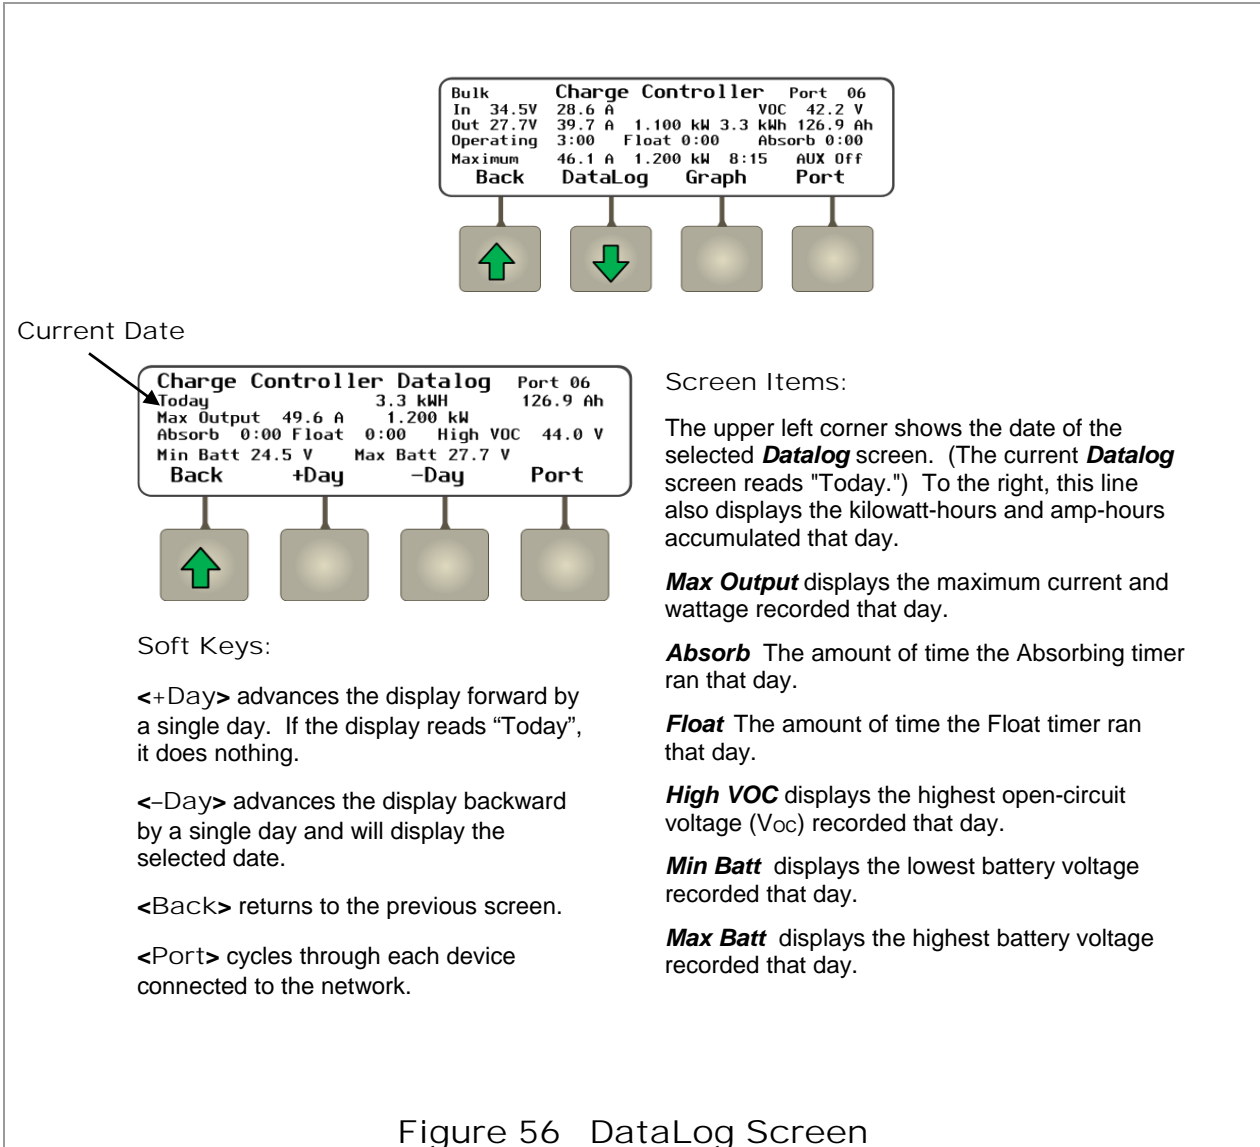 Bulk Charge Controller Port 06
In 34.5V 28.6 A VOC 42.2 V
Out 27.7V 39.7 A 1.100 kW 3.3 kWh 126.9 Ah
Operating 3:00 Float 0:00 Absorb 0:00
Maximum 46.1 A 1.200 kW 8:15 AUX Off
Back DataLog Graph Port
Current Date
Charge Controller Datalog Port 06
Today 3.3 kWH 126.9 Ah
Max Output 49.6 A 1.200 kW
Absorb 0:00 Float 0:00 High VOC 44.0 V
Min Batt 24.5 V Max Batt 27.7 V
Back +Day –Day Port
Soft Keys:
<+Day> advances the display forward by
a single day. If the display reads “Today”,
it does nothing.
<–Day> advances the display backward
by a single day and will display the
selected date.
<Back> returns to the previous screen.
<Port> cycles through each device
connected to the network.
Screen Items:
The upper left corner shows the date of the
selected Datalog screen. (The current Datalog
screen reads "Today.") To the right, this line
also displays the kilowatt-hours and amp-hours
accumulated that day.
Max Output displays the maximum current and
wattage recorded that day.
Absorb The amount of time the Absorbing timer
ran that day.
Float The amount of time the Float timer ran
that day.
High VOC displays the highest open-circuit
voltage (VOC) recorded that day.
Min Batt displays the lowest battery voltage
recorded that day.
Max Batt displays the highest battery voltage
recorded that day.
Figure 56 DataLog Screen